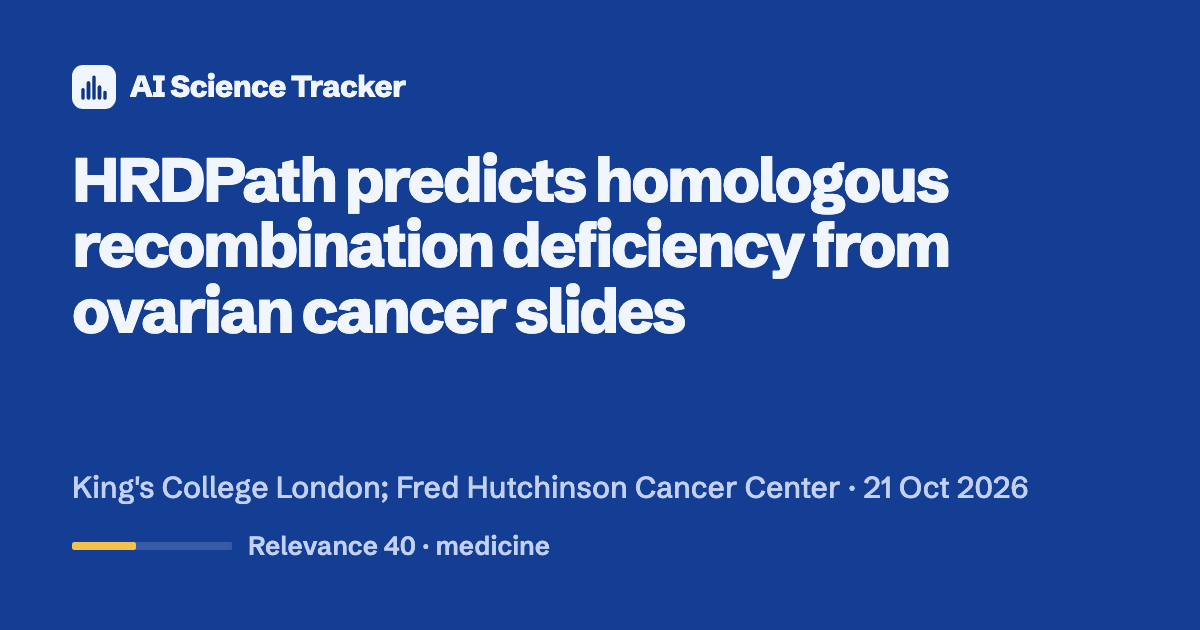 AI Science Tracker
HRDPath predicts homologous
recombination deficiency from
ovarian cancer slides
King's College London; Fred Hutchinson Cancer Center · 21 Oct 2026
Relevance 40 · medicine